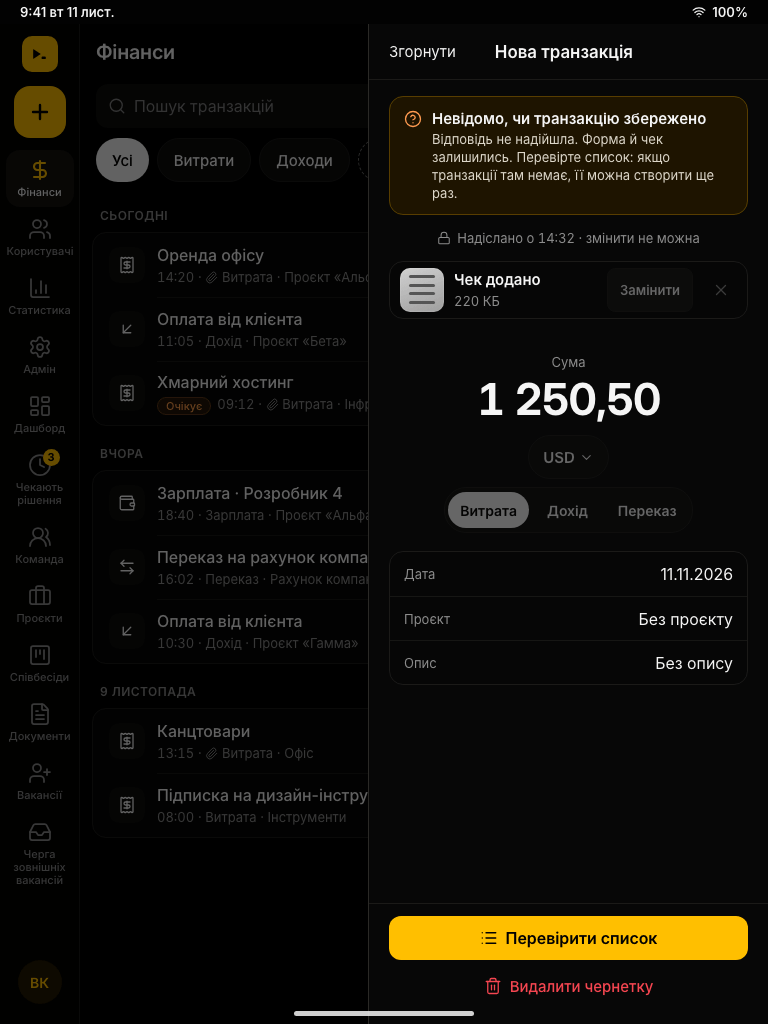 9:41 вт 11 лист.
100%
Фінанси
Користувачі
Статистика
Адмін
Дашборд
3
Чекають
рішення
Команда
Проєкти
Співбесіди
Документи
Вакансії
Черга
зовнішніх
вакансій
ВК
Фінанси
Пошук транзакцій
Усі
Витрати
Доходи
СЬОГОДНІ
Оренда офісу
14:20 · Витрата · Проєкт «Аль
Оплата від клієнта
11:05 · Дохід · Проєкт «Бета»
Хмарний хостинг
Очікує 09:12 · Витрата · Інфр
ВЧОРА
Зарплата · Розробник 4
18:40 · Зарплата · Проєкт «Альфа
Переказ на рахунок компа
16:02 · Переказ · Рахунок компан
Оплата від клієнта
10:30 · Дохід · Проєкт «Гамма»
9 ЛИСТОПАДА
Канцтовари
13:15 · Витрата · Офіс
Підписка на дизайн-інстру
08:00 · Витрата · Інструменти
Згорнути
Нова транзакція
Невідомо, чи транзакцію збережено
Відповідь не надійшла. Форма й чек
залишились. Перевірте список: якщо
транзакції там немає, її можна створити ще
раз.
Надіслано о 14:32 · змінити не можна
Чек додано
220 КБ
Замінити
Сума
1 250,50
USD
Витрата
Дохід
Переказ
Дата
11.11.2026
Проєкт
Без проєкту
Опис
Без опису
Перевірити список
Видалити чернетку